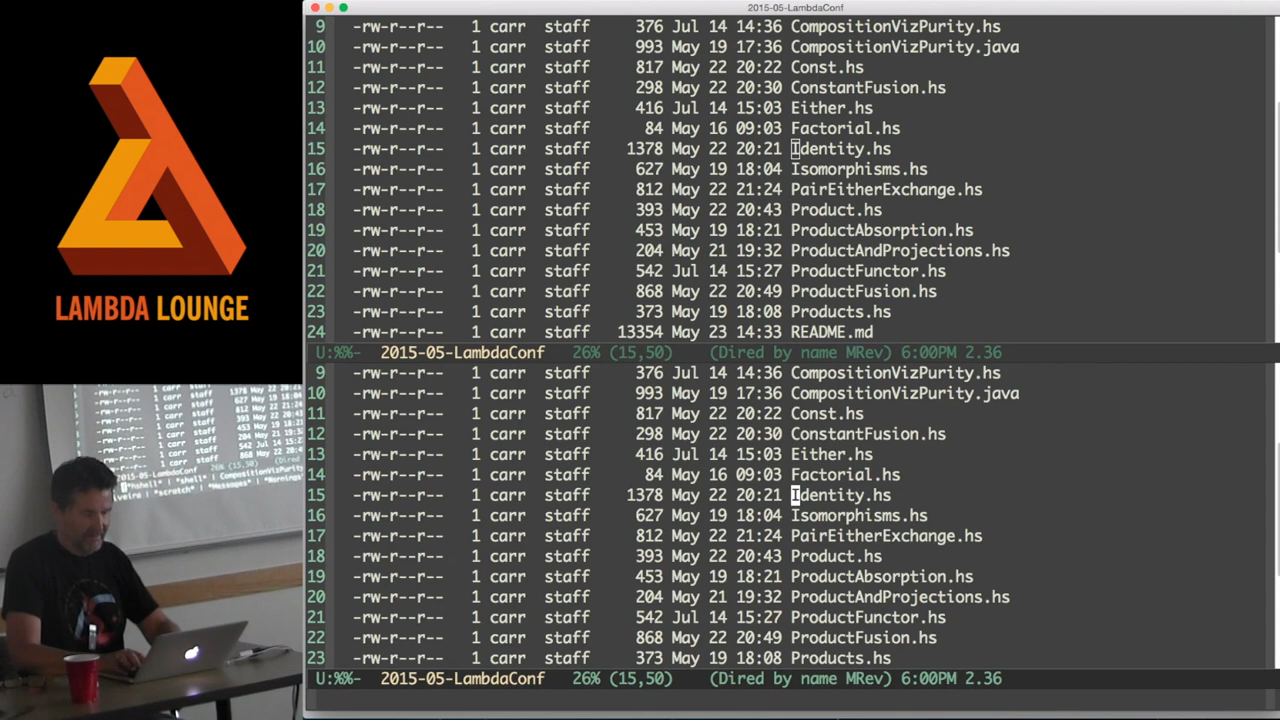 2015-05-LambdaConf
9 -rw-r--r-- 1 carr staff 376 Jul 14 14:36 CompositionVizPurity.hs
10 -rw-r--r-- 1 carr staff 993 May 19 17:36 CompositionVizPurity.java
11 -rw-r--r-- 1 carr staff 817 May 22 20:22 Const.hs
12 -rw-r--r-- 1 carr staff 298 May 22 20:30 ConstantFusion.hs
13 -rw-r--r-- 1 carr staff 416 Jul 14 15:03 Either.hs
14 -rw-r--r-- 1 carr staff 84 May 16 09:03 Factorial.hs
15 -rw-r--r-- 1 carr staff 1378 May 22 20:21 Identity.hs
16 -rw-r--r-- 1 carr staff 627 May 19 18:04 Isomorphisms.hs
17 -rw-r--r-- 1 carr staff 812 May 22 21:24 PairEitherExchange.hs
18 -rw-r--r-- 1 carr staff 393 May 22 20:43 Product.hs
19 -rw-r--r-- 1 carr staff 453 May 19 18:21 ProductAbsorption.hs
20 -rw-r--r-- 1 carr staff 204 May 21 19:32 ProductAndProjections.hs
21 -rw-r--r-- 1 carr staff 542 Jul 14 15:27 ProductFunctor.hs
22 -rw-r--r-- 1 carr staff 868 May 22 20:49 ProductFusion.hs
23 -rw-r--r-- 1 carr staff 373 May 19 18:08 Products.hs
24 -rw-r--r-- 1 carr staff 13354 May 23 14:33 README.md
U:%%- 2015-05-LambdaConf 26% (15,50) (Dired by name MRev) 6:00PM 2.36
9 -rw-r--r-- 1 carr staff 376 Jul 14 14:36 CompositionVizPurity.hs
10 -rw-r--r-- 1 carr staff 993 May 19 17:36 CompositionVizPurity.java
11 -rw-r--r-- 1 carr staff 817 May 22 20:22 Const.hs
12 -rw-r--r-- 1 carr staff 298 May 22 20:30 ConstantFusion.hs
13 -rw-r--r-- 1 carr staff 416 Jul 14 15:03 Either.hs
14 -rw-r--r-- 1 carr staff 84 May 16 09:03 Factorial.hs
15 -rw-r--r-- 1 carr staff 1378 May 22 20:21 Identity.hs
16 -rw-r--r-- 1 carr staff 627 May 19 18:04 Isomorphisms.hs
17 -rw-r--r-- 1 carr staff 812 May 22 21:24 PairEitherExchange.hs
18 -rw-r--r-- 1 carr staff 393 May 22 20:43 Product.hs
19 -rw-r--r-- 1 carr staff 453 May 19 18:21 ProductAbsorption.hs
20 -rw-r--r-- 1 carr staff 204 May 21 19:32 ProductAndProjections.hs
21 -rw-r--r-- 1 carr staff 542 Jul 14 15:27 ProductFunctor.hs
22 -rw-r--r-- 1 carr staff 868 May 22 20:49 ProductFusion.hs
23 -rw-r--r-- 1 carr staff 373 May 19 18:08 Products.hs
U:%%- 2015-05-LambdaConf 26% (15,50) (Dired by name MRev) 6:00PM 2.36
LAMBDA LOUNGE